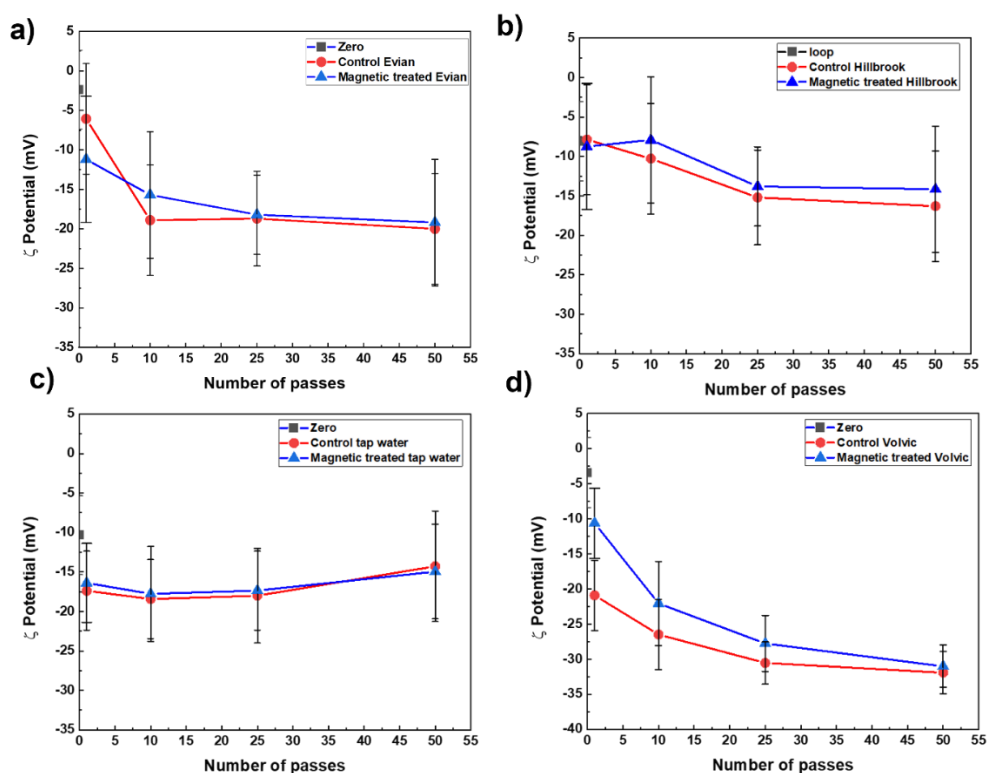 a)
Zero
Control Evian
Magnetic treated Evian
ζ Potential (mV)
5
0
-5
-10
-15
-20
-25
-30
-35
0 5 10 15 20 25 30 35 40 45 50 55
Number of passes
b)
loop
Control Hillbrook
Magnetic treated Hillbrook
ζ Potential (mV)
5
0
-5
-10
-15
-20
-25
-30
-35
0 5 10 15 20 25 30 35 40 45 50 55
Number of passes
c)
Zero
Control tap water
Magnetic treated tap water
ζ Potential (mV)
5
0
-5
-10
-15
-20
-25
-30
-35
0 5 10 15 20 25 30 35 40 45 50 55
Number of passes
d)
Zero
Control Volvic
Magnetic treated Volvic
ζ Potential (mV)
5
0
-5
-10
-15
-20
-25
-30
-35
-40
0 5 10 15 20 25 30 35 40 45 50 55
Number of passes